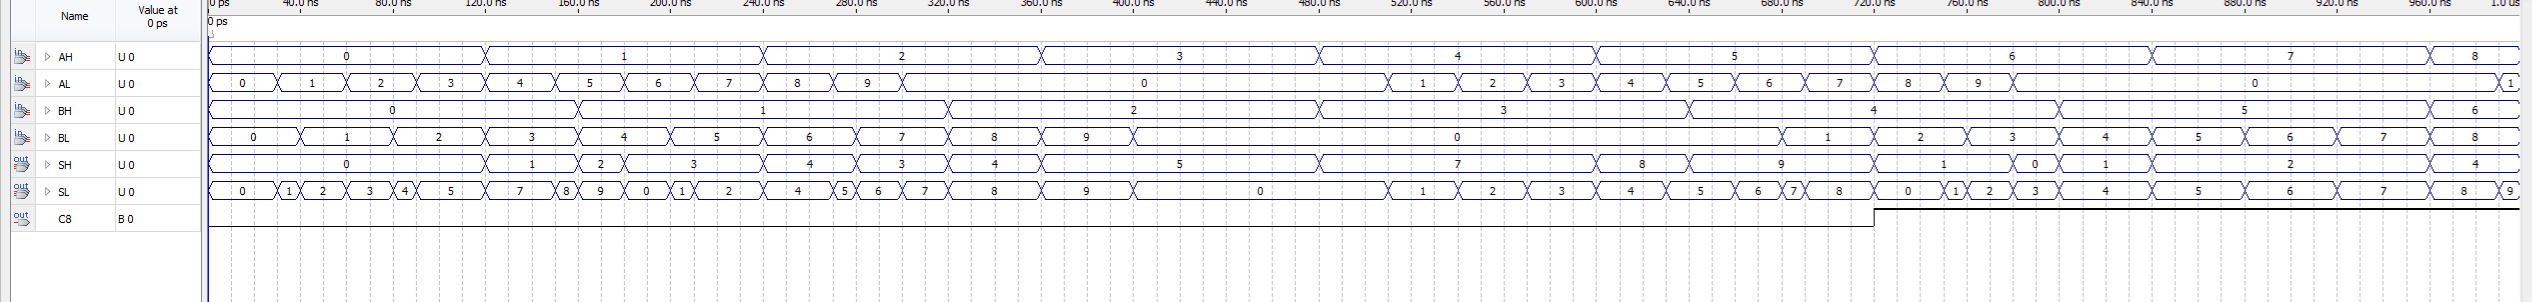 Name Value at 0 ps
0 ps 40.0 ns 80.0 ns 120.0 ns 160.0 ns 200.0 ns 240.0 ns 280.0 ns 320.0 ns 360.0 ns 400.0 ns 440.0 ns 480.0 ns 520.0 ns 560.0 ns 600.0 ns 640.0 ns 680.0 ns 720.0 ns 760.0 ns 800.0 ns 840.0 ns 880.0 ns 920.0 ns 960.0 ns 1.0 us
0 ps
in AH U 0 0 1 2 3 4 5 6 7 8
in AL U 0 0 1 2 3 4 5 6 7 8 9 0 1 2 3 4 5 6 7 8 9 0 1
in BH U 0 0 1 2 3 4 5 6
in BL U 0 0 1 2 3 4 5 6 7 8 9 0 1 2 3 4 5 6 7 8
out SH U 0 0 1 2 3 4 3 4 5 7 8 9 1 0 1 2 4
out SL U 0 0 1 2 3 4 5 7 8 9 0 1 2 4 5 6 7 8 9 0 1 2 3 4 5 6 7 8 0 1 2 3 4 5 6 7 8 9
out C8 B 0